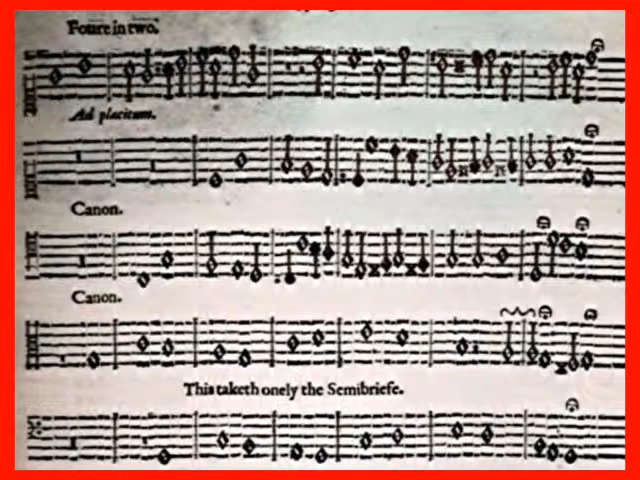 Foure in two.
Ad placitum.
Canon.
Canon.
This taketh onely the Semibriefe.